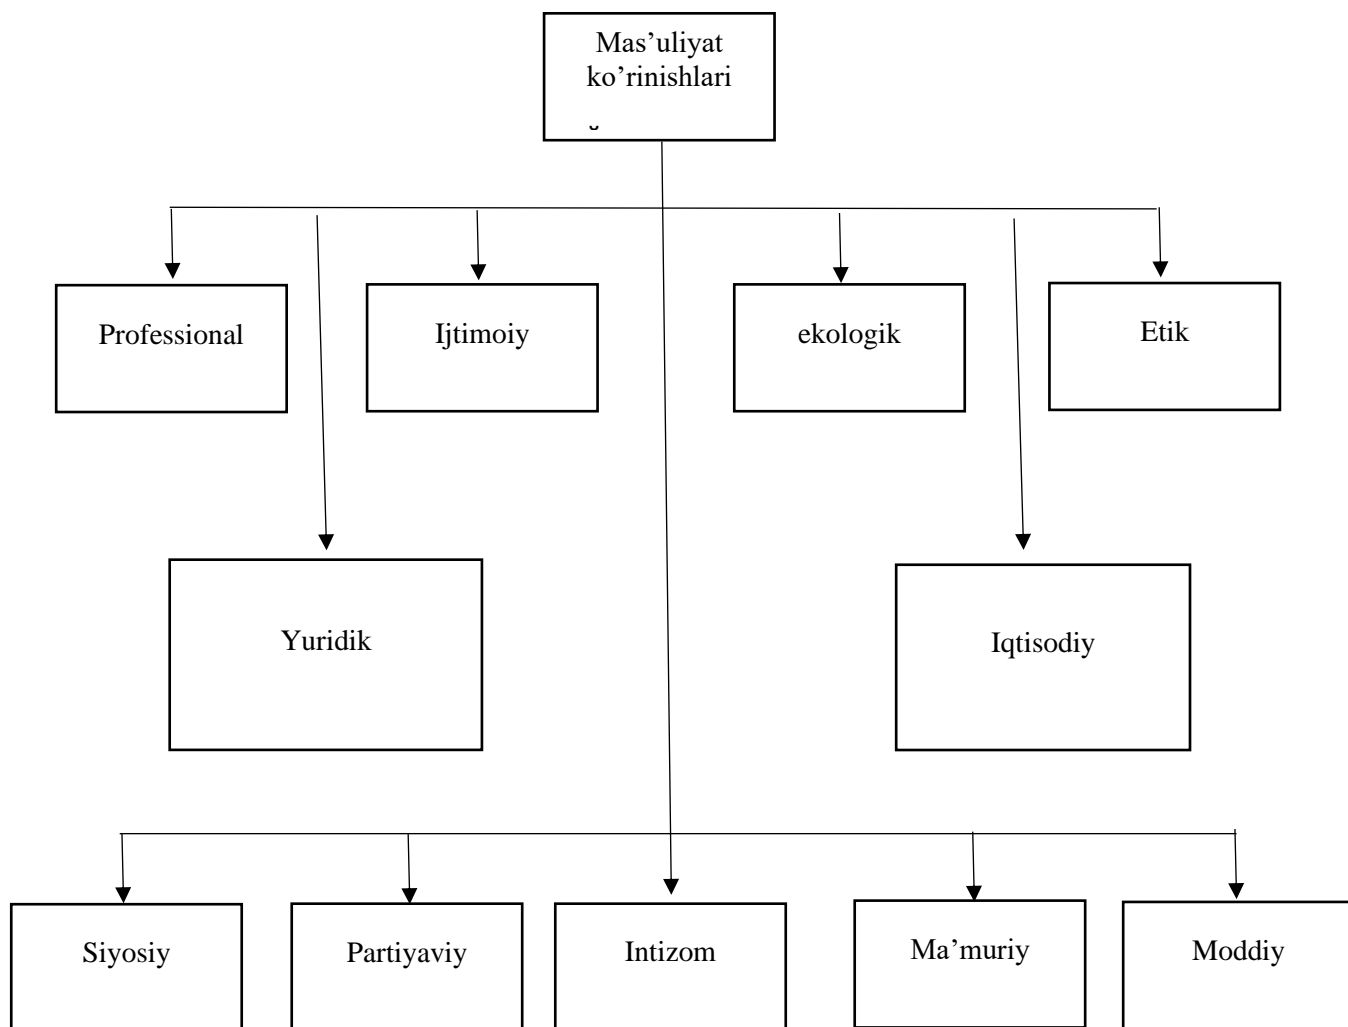 Mas’uliyat
ko’rinishlari
Professional
Ijtimoiy
ekologik
Etik
Yuridik
Iqtisodiy
Siyosiy
Partiyaviy
Intizom
Ma’muriy
Moddiy